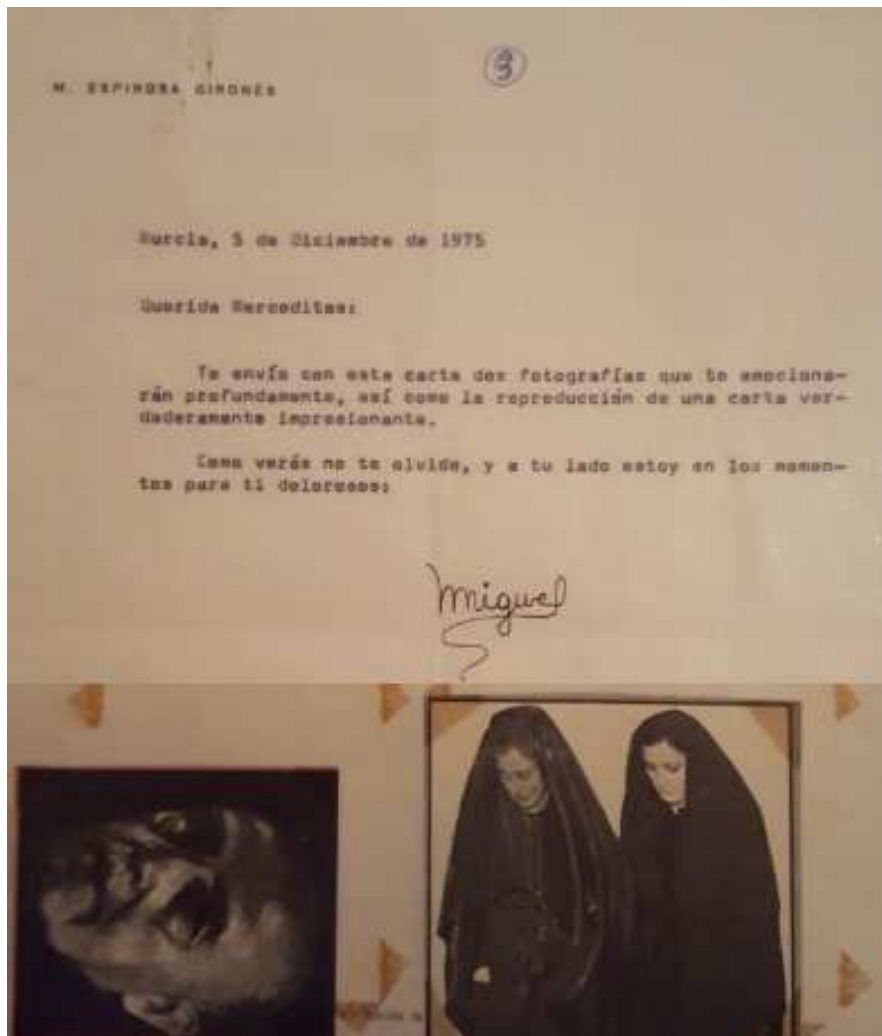 M. ESPINOSA GIRONÉS
3
Murcia, 5 de Diciembre de 1975
Querida Merceditas:
Te envío con esta carta dos fotografías que te emociona-
rán profundamente, así como la reproducción de una carta ver-
daderamente impresionante.
Como verás no te olvido, y a tu lado estoy en los momen-
tos para ti dolorosos:
Miguel